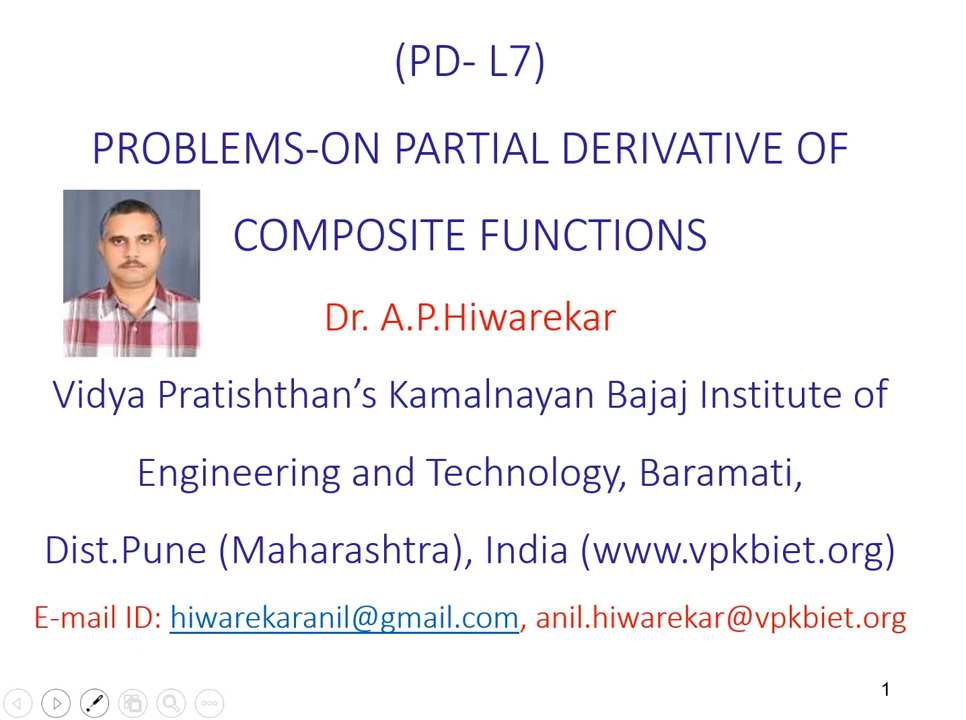 (PD- L7)
PROBLEMS-ON PARTIAL DERIVATIVE OF
COMPOSITE FUNCTIONS
Dr. A.P.Hiwarekar
Vidya Pratishthan’s Kamalnayan Bajaj Institute of
Engineering and Technology, Baramati,
Dist.Pune (Maharashtra), India (www.vpkbiet.org)
E-mail ID: hiwarekaranil@gmail.com, anil.hiwarekar@vpkbiet.org
1